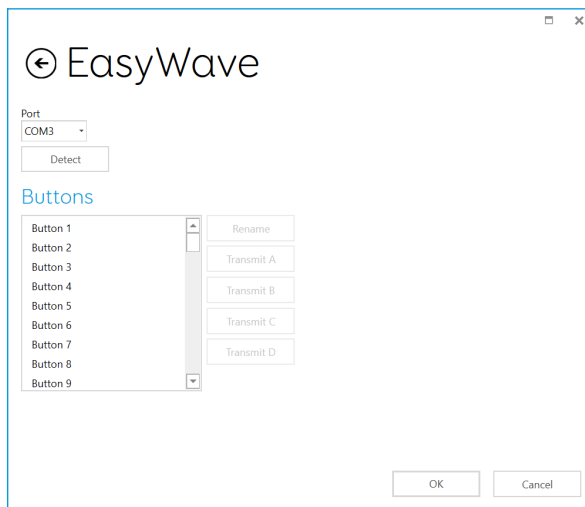 EasyWave
Port
COM3
Detect
Buttons
Button 1
Button 2
Button 3
Button 4
Button 5
Button 6
Button 7
Button 8
Button 9
Rename
Transmit A
Transmit B
Transmit C
Transmit D
OK
Cancel